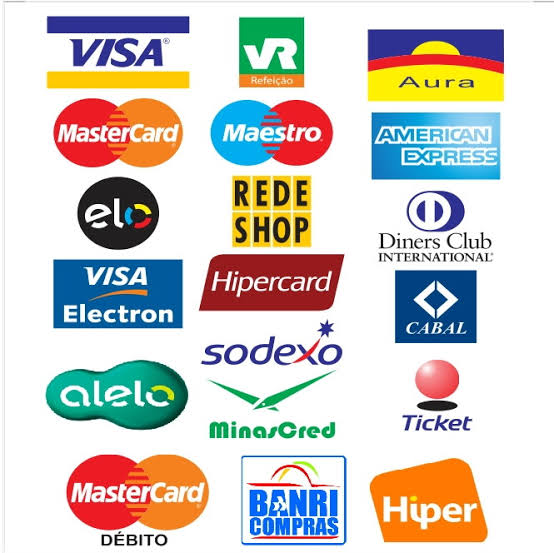 VISA®
VR
Refeição
Aura
MasterCard
Maestro
AMERICAN
EXPRESS
elo
REDE
SHOP
Diners Club
INTERNATIONAL®
VISA
Electron
Hipercard
CABAL
sodexo
alelo
MinasCred
Ticket
MasterCard
DÉBITO
BANRI
COMPRAS
Hiper